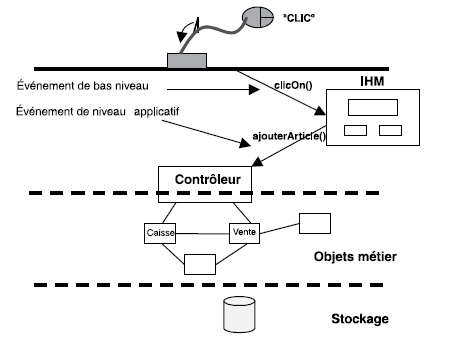 "CLIC"
Événement de bas niveau
clicOn()
IHM
Événement de niveau applicatif
ajouterArticle()
Contrôleur
Caisse
Vente
Objets métier
Stockage